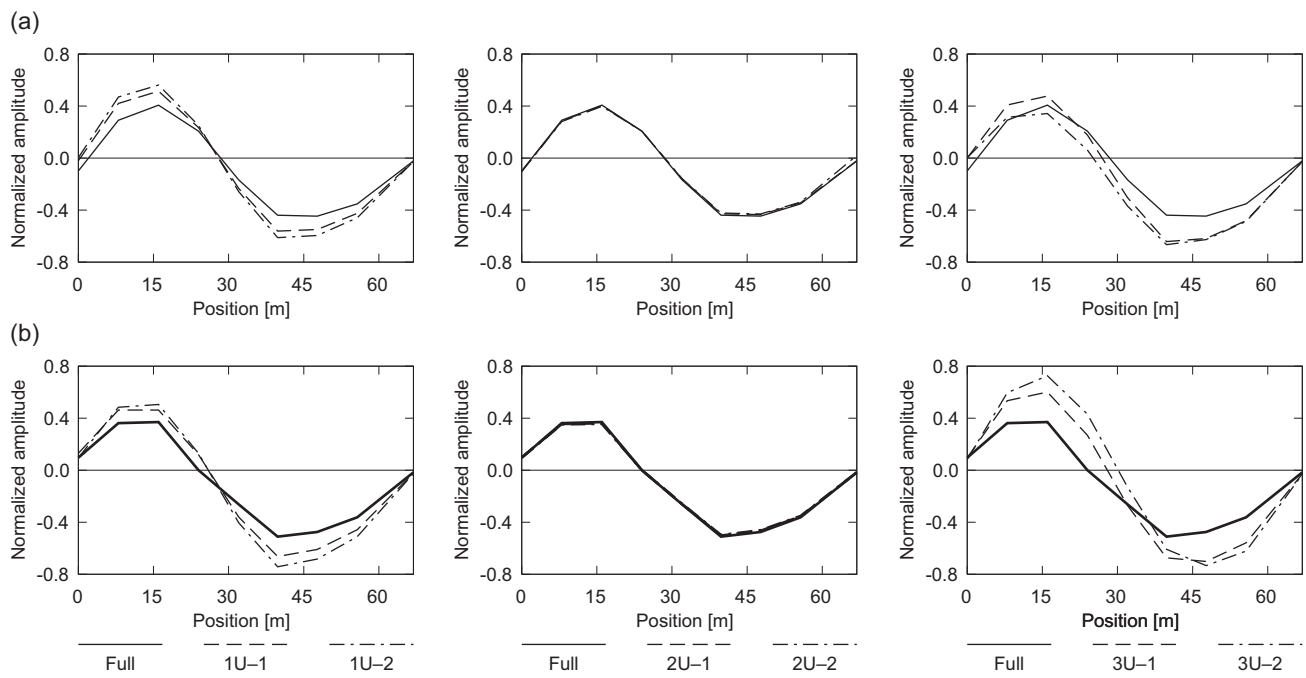 (a)
0.8
0.4
0.0
-0.4
-0.8
Normalized amplitude
0 15 30 45 60
Position [m]
0.8
0.4
0.0
-0.4
-0.8
Normalized amplitude
0 15 30 45 60
Position [m]
0.8
0.4
0.0
-0.4
-0.8
Normalized amplitude
0 15 30 45 60
Position [m]
(b)
0.8
0.4
0.0
-0.4
-0.8
Normalized amplitude
0 15 30 45 60
Position [m]
0.8
0.4
0.0
-0.4
-0.8
Normalized amplitude
0 15 30 45 60
Position [m]
0.8
0.4
0.0
-0.4
-0.8
Normalized amplitude
0 15 30 45 60
Position [m]
Full 1U–1 1U–2
Full 2U–1 2U–2
Full 3U–1 3U–2